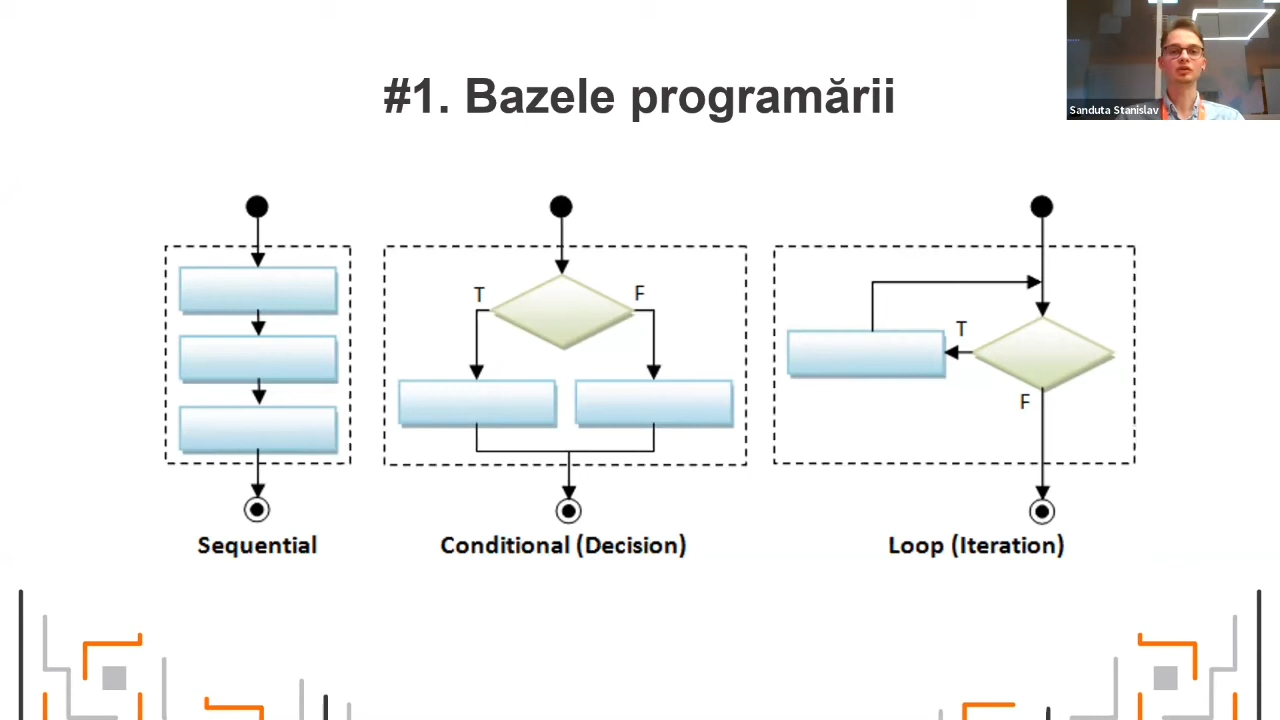 #1. Bazele programării
Sanduta Stanislav
T
F
T
F
Sequential
Conditional (Decision)
Loop (Iteration)